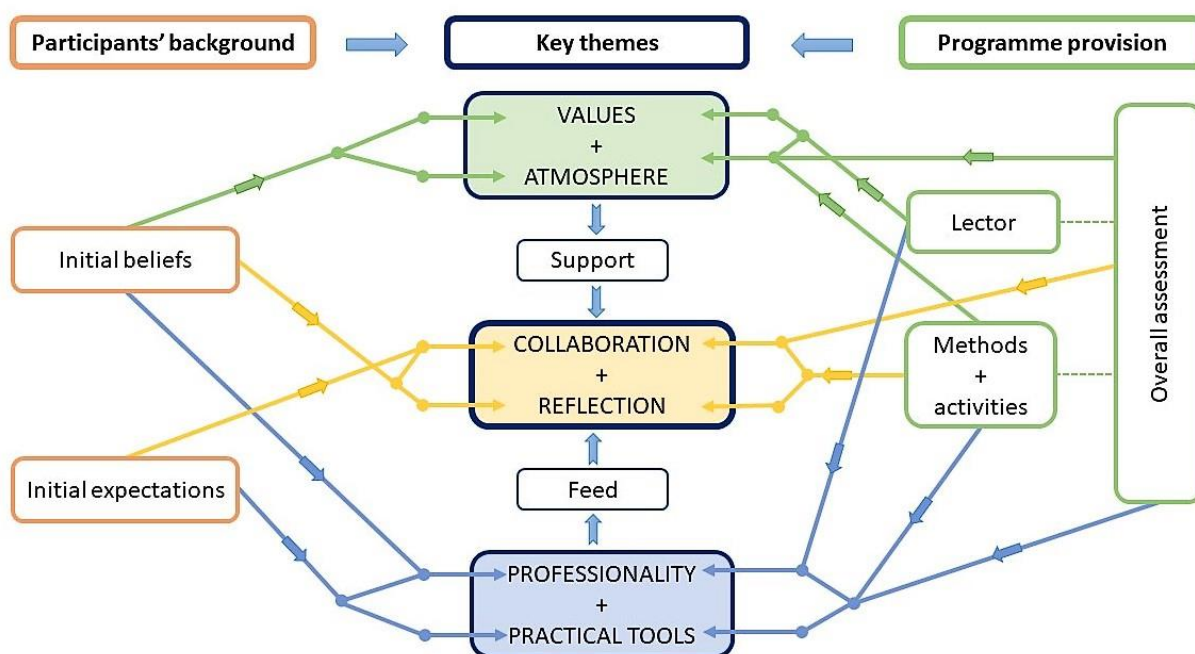 Participants’ background
Key themes
Programme provision
VALUES
+
ATMOSPHERE
Lector
Initial beliefs
Support
COLLABORATION
+
REFLECTION
Methods
+
activities
Overall assessment
Initial expectations
Feed
PROFESSIONALITY
+
PRACTICAL TOOLS